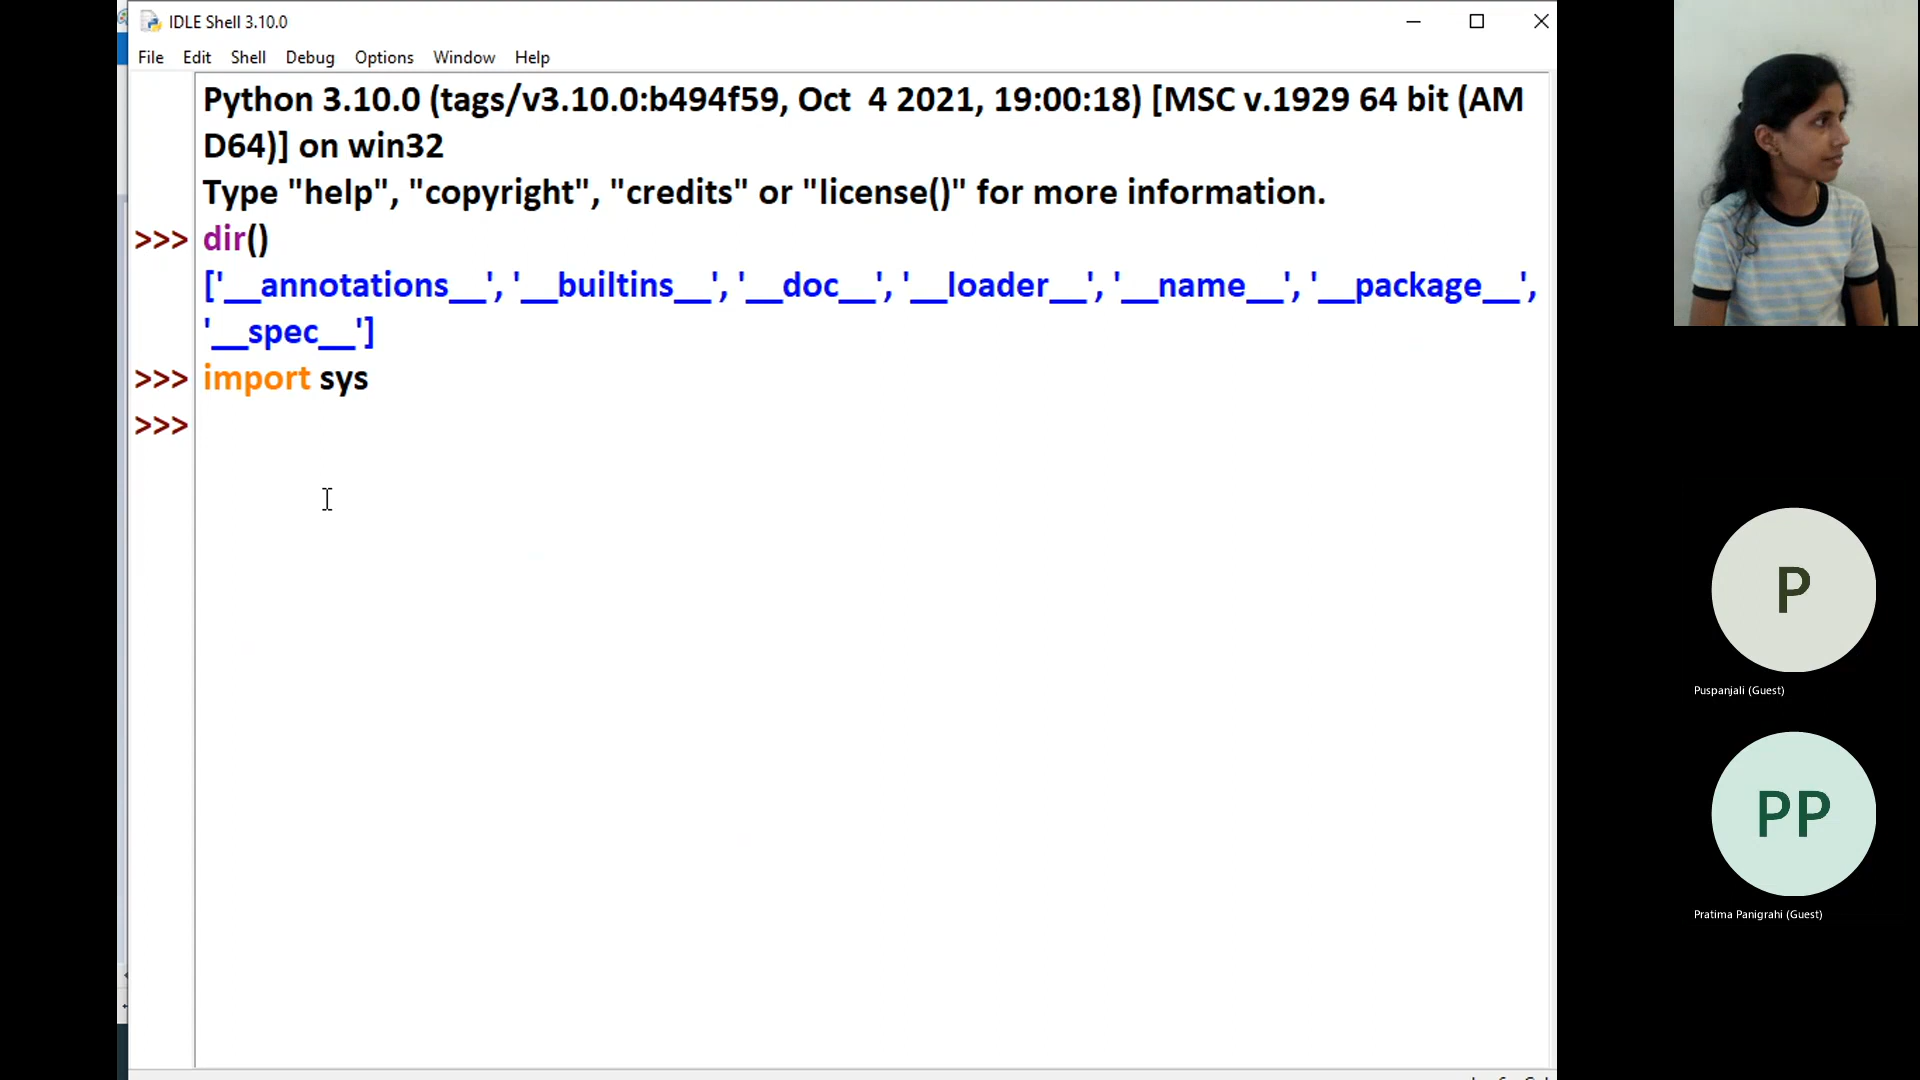 IDLE Shell 3.10.0
File Edit Shell Debug Options Window Help
Python 3.10.0 (tags/v3.10.0:b494f59, Oct  4 2021, 19:00:18) [MSC v.1929 64 bit (AM
D64)] on win32
Type "help", "copyright", "credits" or "license()" for more information.
>>> dir()
['__annotations__', '__builtins__', '__doc__', '__loader__', '__name__', '__package__',
'__spec__']
>>> import sys
>>>
P
Puspanjali (Guest)
PP
Pratima Panigrahi (Guest)